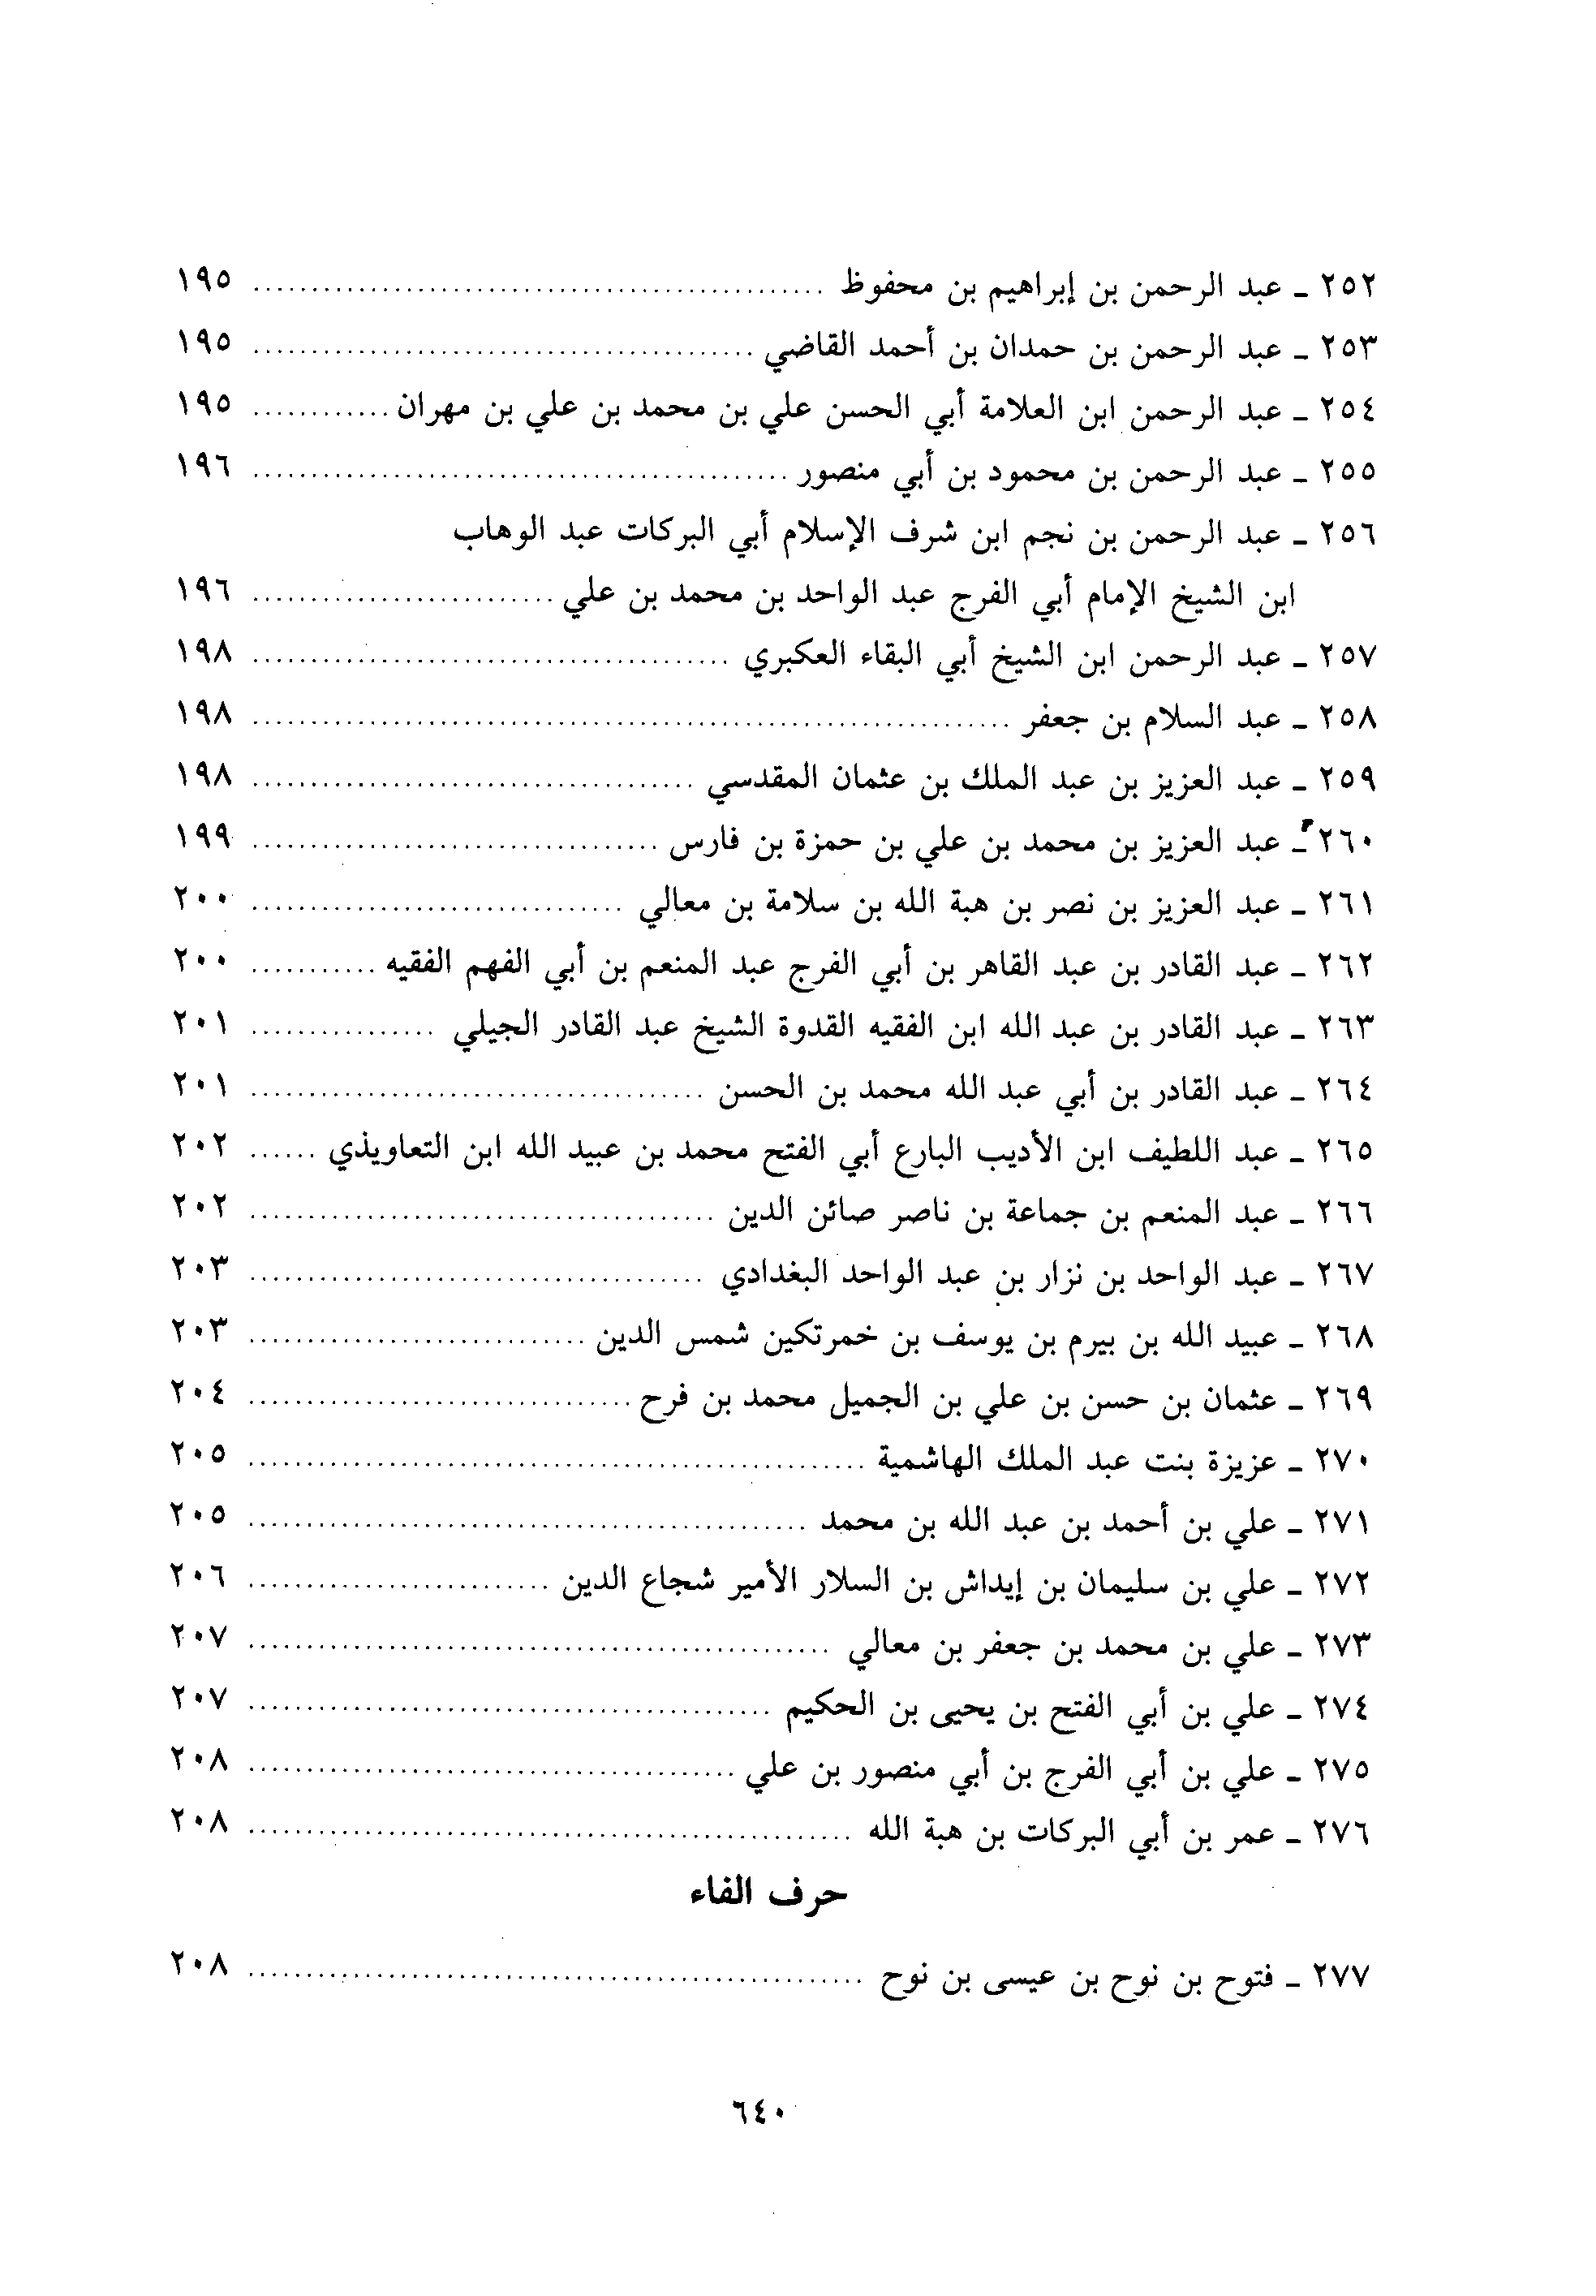 ٢٥٢ ـ عبد الرحمن بن إبراهيم بن محفوظ ........ ١٩٥
٢٥٣ ـ عبد الرحمن بن حمدان بن أحمد القاضي ........ ١٩٥
٢٥٤ ـ عبد الرحمن ابن العلامة أبي الحسن علي بن محمد بن علي بن مهران ........ ١٩٥
٢٥٥ ـ عبد الرحمن بن محمود بن أبي منصور ........ ١٩٦
٢٥٦ ـ عبد الرحمن بن نجم ابن شرف الإسلام أبي البركات عبد الوهاب
ابن الشيخ الإمام أبي الفرج عبد الواحد بن محمد بن علي ........ ١٩٦
٢٥٧ ـ عبد الرحمن ابن الشيخ أبي البقاء العكبري ........ ١٩٨
٢٥٨ ـ عبد السلام بن جعفر ........ ١٩٨
٢٥٩ ـ عبد العزيز بن عبد الملك بن عثمان المقدسي ........ ١٩٨
٢٦٠ ـ عبد العزيز بن محمد بن علي بن حمزة بن فارس ........ ١٩٩
٢٦١ ـ عبد العزيز بن نصر بن هبة الله بن سلامة بن معالي ........ ٢٠٠
٢٦٢ ـ عبد القادر بن عبد القاهر بن أبي الفرج عبد المنعم بن أبي الفهم الفقيه ........ ٢٠٠
٢٦٣ ـ عبد القادر بن عبد الله ابن الفقيه القدوة الشيخ عبد القادر الجيلي ........ ٢٠١
٢٦٤ ـ عبد القادر بن أبي عبد الله محمد بن الحسن ........ ٢٠١
٢٦٥ ـ عبد اللطيف ابن الأديب البارع أبي الفتح محمد بن عبيد الله ابن التعاويذي ...... ٢٠٢
٢٦٦ ـ عبد المنعم بن جماعة بن ناصر صائن الدين ........ ٢٠٢
٢٦٧ ـ عبد الواحد بن نزار بن عبد الواحد البغدادي ........ ٢٠٣
٢٦٨ ـ عبيد الله بن بيرم بن يوسف بن خمرتكين شمس الدين ........ ٢٠٣
٢٦٩ ـ عثمان بن حسن بن علي بن الجميل محمد بن فرح ........ ٢٠٤
٢٧٠ ـ عزيزة بنت عبد الملك الهاشمية ........ ٢٠٥
٢٧١ ـ علي بن أحمد بن عبد الله بن محمد ........ ٢٠٥
٢٧٢ ـ علي بن سليمان بن إيداش بن السلار الأمير شجاع الدين ........ ٢٠٦
٢٧٣ ـ علي بن محمد بن جعفر بن معالي ........ ٢٠٧
٢٧٤ ـ علي بن أبي الفتح بن يحيى بن الحكيم ........ ٢٠٧
٢٧٥ ـ علي بن أبي الفرج بن أبي منصور بن علي ........ ٢٠٨
٢٧٦ ـ عمر بن أبي البركات بن هبة الله ........ ٢٠٨
حرف الفاء
٢٧٧ ـ فتوح بن نوح بن عيسى بن نوح ........ ٢٠٨
٦٤٠